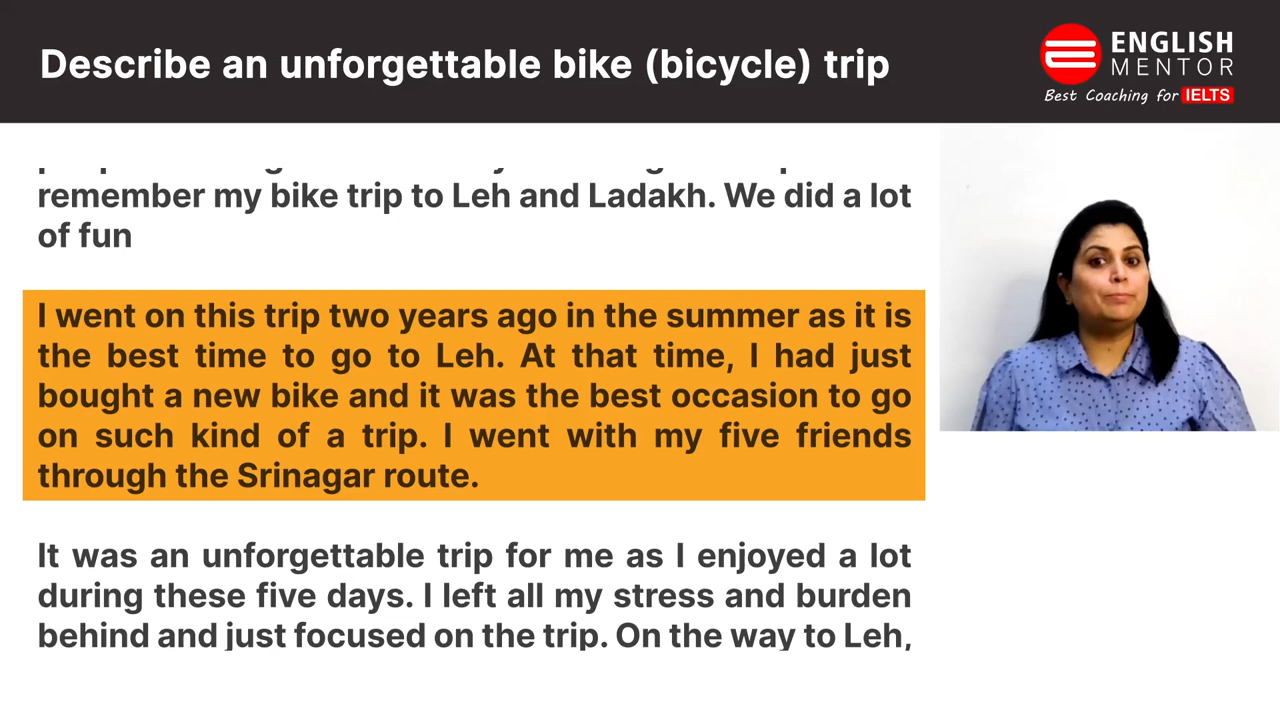 Describe an unforgettable bike (bicycle) trip
ENGLISH
MENTOR
Best Coaching for IELTS
remember my bike trip to Leh and Ladakh. We did a lot
of fun
I went on this trip two years ago in the summer as it is
the best time to go to Leh. At that time, I had just
bought a new bike and it was the best occasion to go
on such kind of a trip. I went with my five friends
through the Srinagar route.
It was an unforgettable trip for me as I enjoyed a lot
during these five days. I left all my stress and burden
behind and just focused on the trip. On the way to Leh,